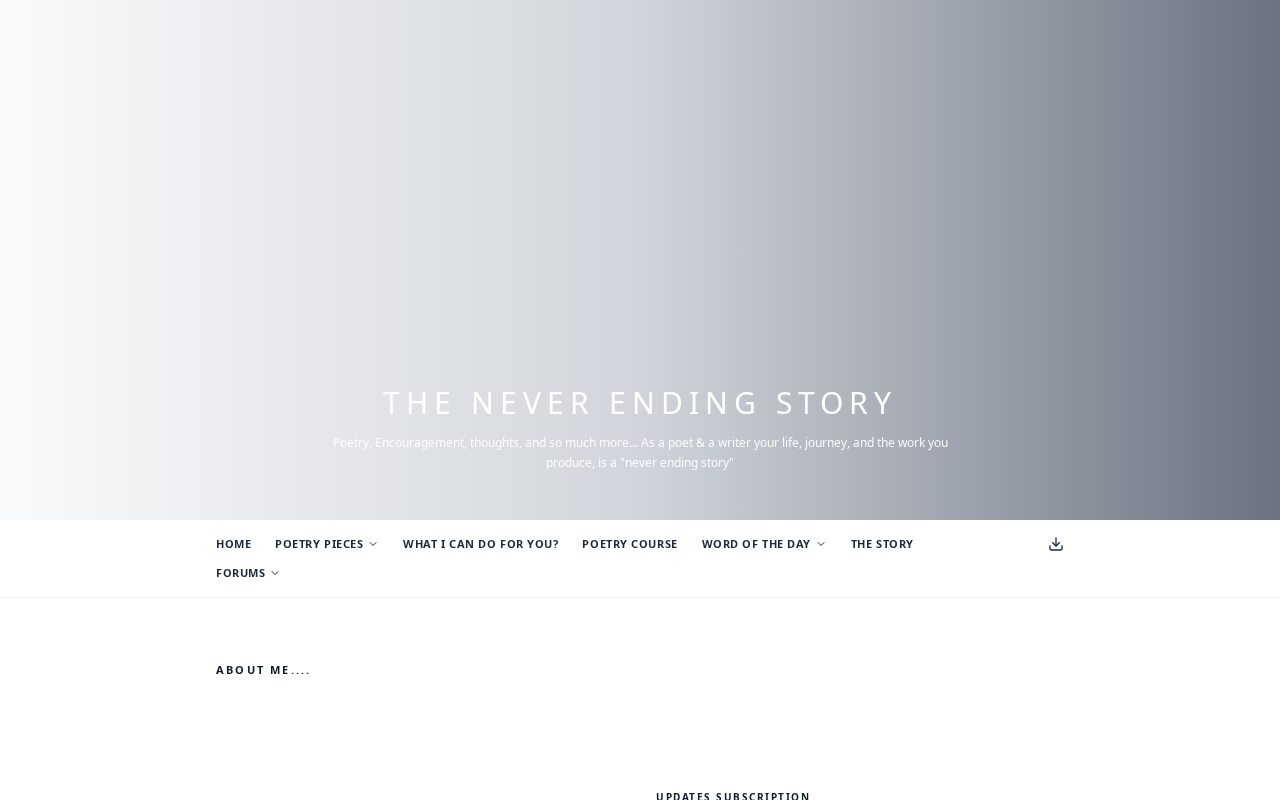 THE NEVER ENDING STORY
Poetry. Encouragement, thoughts, and so much more... As a poet & a writer your life, journey, and the work you
produce, is a "never ending story"
HOME POETRY PIECES WHAT I CAN DO FOR YOU? POETRY COURSE WORD OF THE DAY THE STORY
FORUMS
ABOUT ME....
UPDATES SUBSCRIPTION